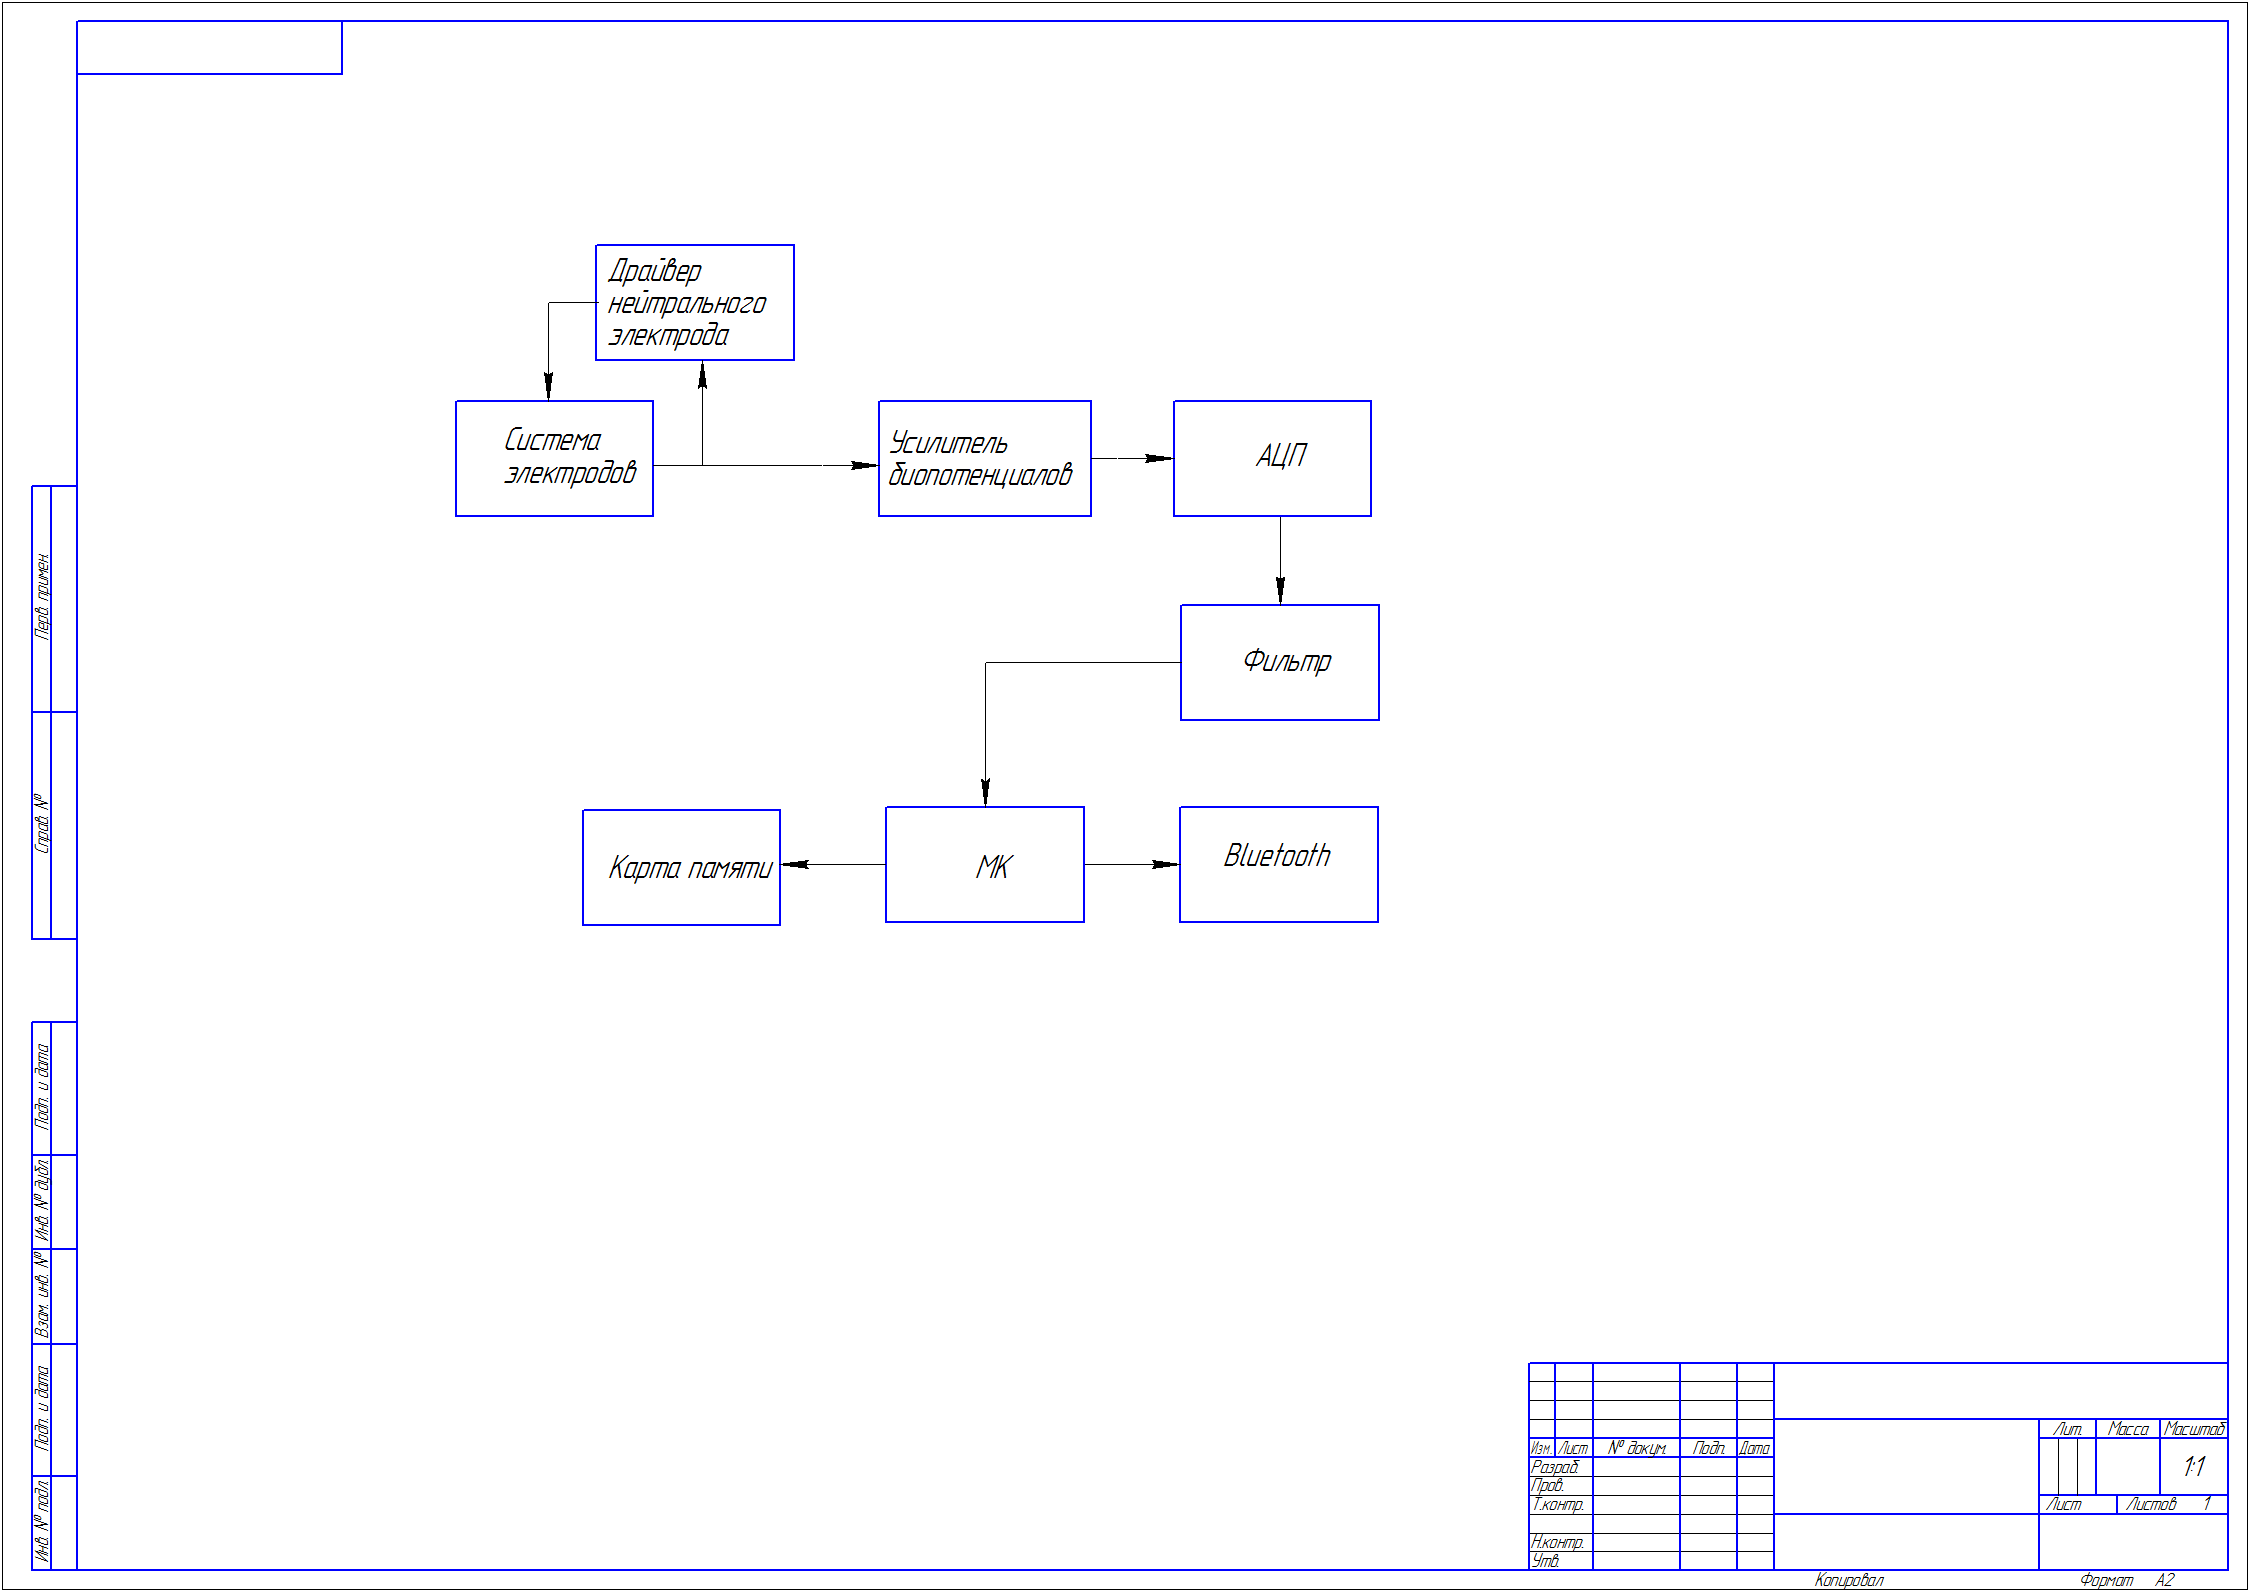 Драйвер
нейтрального
электрода
Система
электродов
Усилитель
биопотенциалов
АЦП
Фильтр
Карта памяти
МК
Bluetooth
Перв. примен.
Справ. №
Подп. и дата
Инв. № дубл.
Взам. инв. №
Подп. и дата
Инв. № подл.
Лит. Масса Масштаб
Изм. Лист № докум. Подп. Дата
Разраб.
1:1
Пров.
Т.контр.
Лист Листов 1
Н.контр.
Утв.
Копировал Формат А2